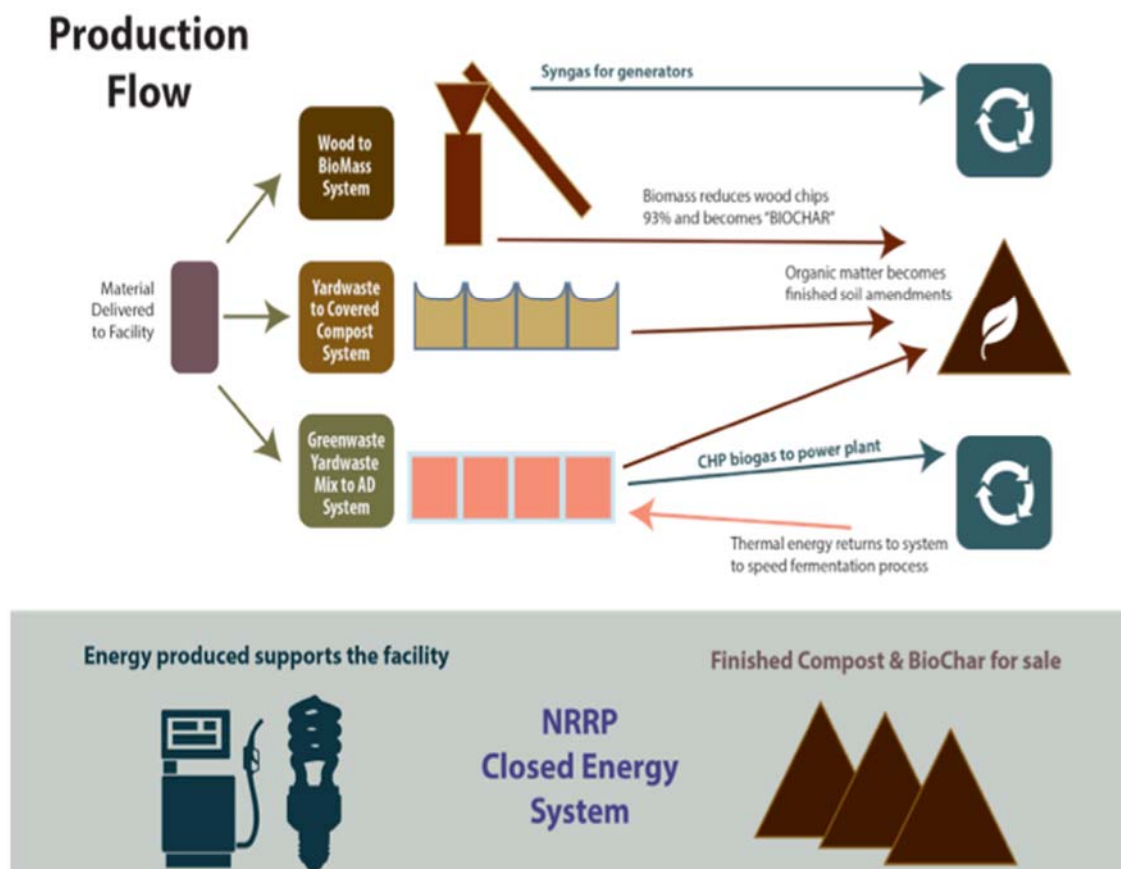 Production
Flow
Syngas for generators
Wood to
BioMass
System
Biomass reduces wood chips
93% and becomes "BIOCHAR"
Material
Delivered
to Facility
Yardwaste
to Covered
Compost
System
Organic matter becomes
finished soil amendments
Greenwaste
Yardwaste
Mix to AD
System
CHP biogas to power plant
Thermal energy returns to system
to speed fermentation process
Energy produced supports the facility
Finished Compost & BioChar for sale
NRRP
Closed Energy
System